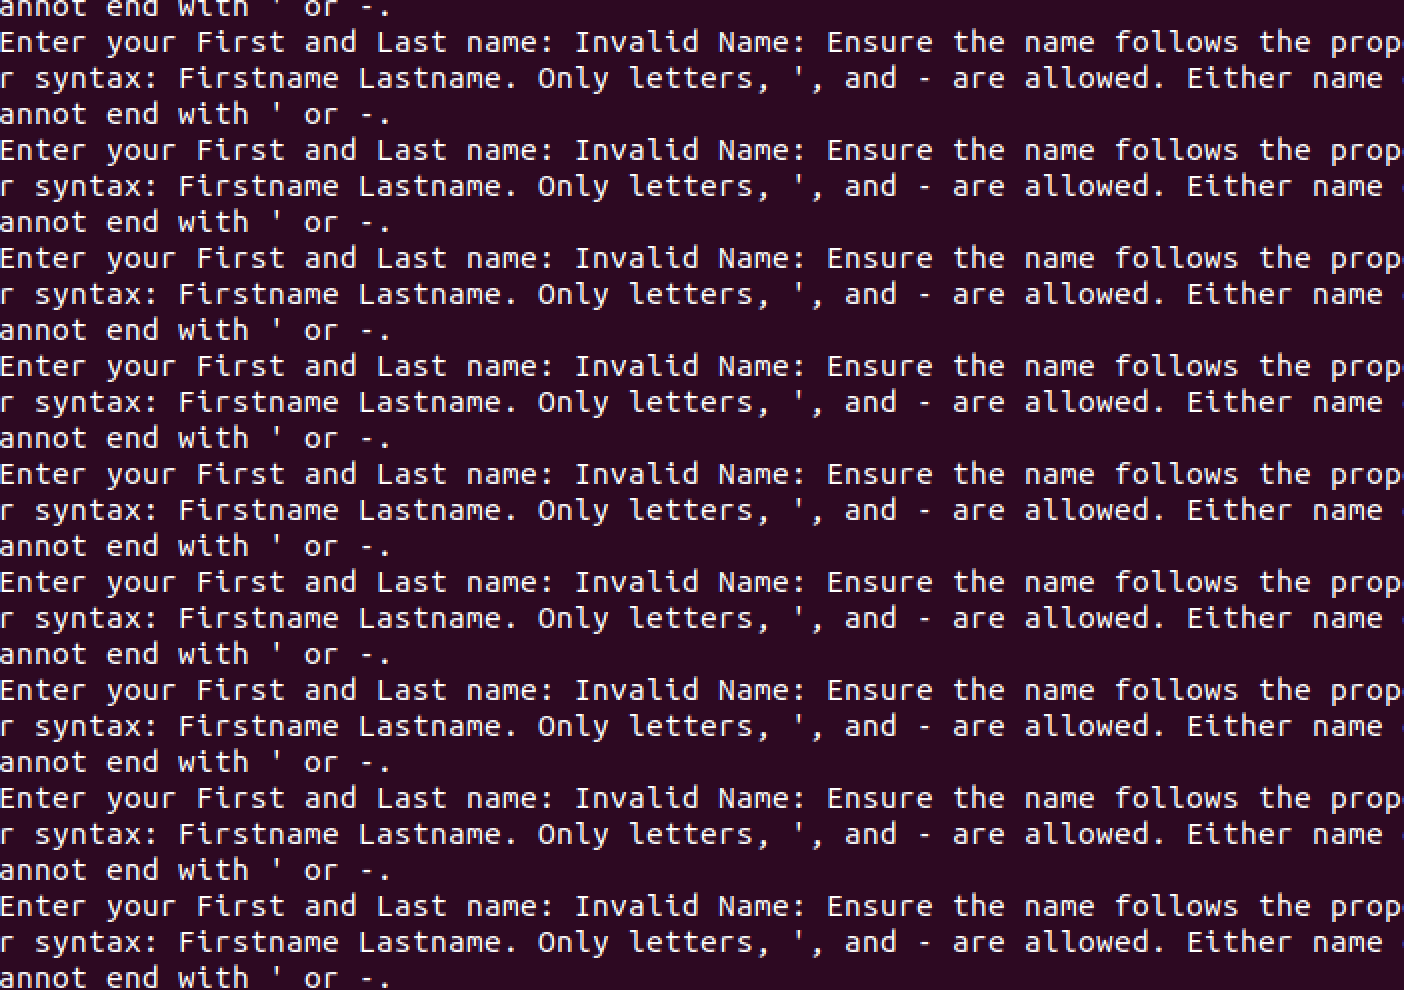 annot end with ' or -.
Enter your First and Last name: Invalid Name: Ensure the name follows the prop
r syntax: Firstname Lastname. Only letters, ', and - are allowed. Either name
annot end with ' or -.
Enter your First and Last name: Invalid Name: Ensure the name follows the prop
r syntax: Firstname Lastname. Only letters, ', and - are allowed. Either name
annot end with ' or -.
Enter your First and Last name: Invalid Name: Ensure the name follows the prop
r syntax: Firstname Lastname. Only letters, ', and - are allowed. Either name
annot end with ' or -.
Enter your First and Last name: Invalid Name: Ensure the name follows the prop
r syntax: Firstname Lastname. Only letters, ', and - are allowed. Either name
annot end with ' or -.
Enter your First and Last name: Invalid Name: Ensure the name follows the prop
r syntax: Firstname Lastname. Only letters, ', and - are allowed. Either name
annot end with ' or -.
Enter your First and Last name: Invalid Name: Ensure the name follows the prop
r syntax: Firstname Lastname. Only letters, ', and - are allowed. Either name
annot end with ' or -.
Enter your First and Last name: Invalid Name: Ensure the name follows the prop
r syntax: Firstname Lastname. Only letters, ', and - are allowed. Either name
annot end with ' or -.
Enter your First and Last name: Invalid Name: Ensure the name follows the prop
r syntax: Firstname Lastname. Only letters, ', and - are allowed. Either name
annot end with ' or -.
Enter your First and Last name: Invalid Name: Ensure the name follows the prop
r syntax: Firstname Lastname. Only letters, ', and - are allowed. Either name
annot end with ' or -.